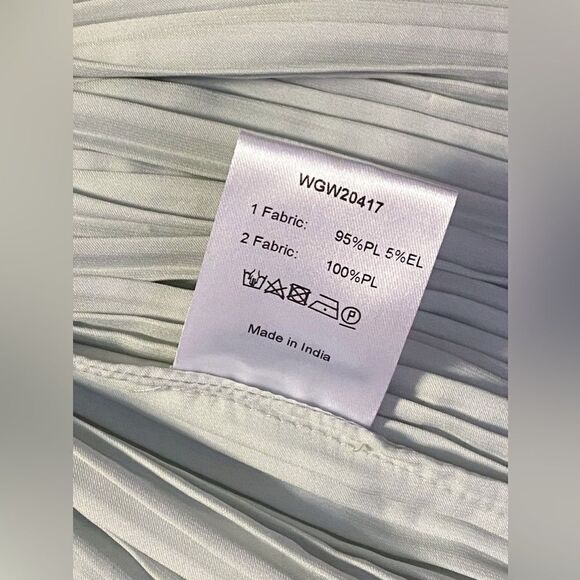 WGW20417
1 Fabric: 95%PL 5%EL
2 Fabric: 100%PL
P
Made in India